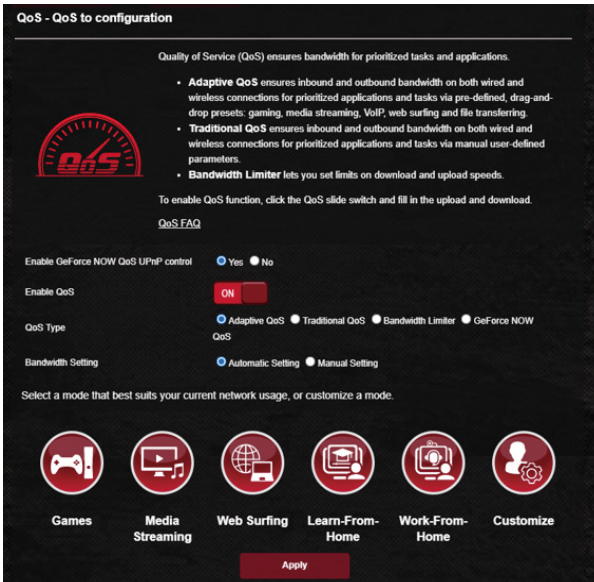 QoS - QoS to configuration
Quality of Service (QoS) ensures bandwidth for prioritized tasks and applications.
• Adaptive QoS ensures inbound and outbound bandwidth on both wired and
wireless connections for prioritized applications and tasks via pre-defined, drag-and-
drop presets: gaming, media streaming, VoIP, web surfing and file transferring.
• Traditional QoS ensures inbound and outbound bandwidth on both wired and
wireless connections for prioritized applications and tasks via manual user-defined
parameters.
• Bandwidth Limiter lets you set limits on download and upload speeds.
QoS
To enable QoS function, click the QoS slide switch and fill in the upload and download.
QoS FAQ
Enable GeForce NOW QoS UPnP control Yes No
Enable QoS ON
QoS Type Adaptive QoS Traditional QoS Bandwidth Limiter GeForce NOW
QoS
Bandwidth Setting Automatic Setting Manual Setting
Select a mode that best suits your current network usage, or customize a mode.
Games Media Web Surfing Learn-From- Work-From- Customize
Streaming Home Home
Apply